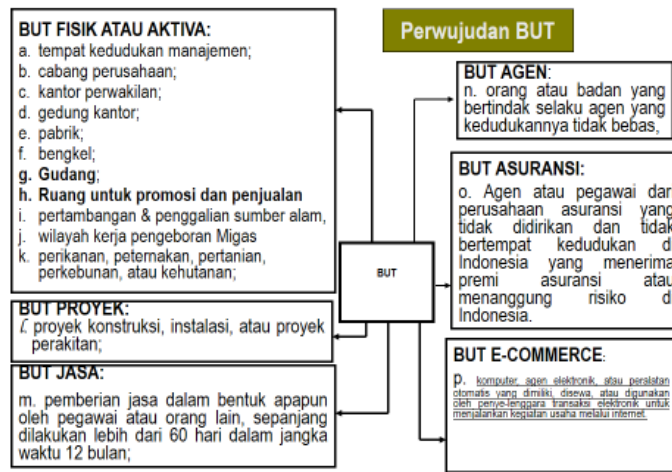 Perwujudan BUT
BUT FISIK ATAU AKTIVA:
a. tempat kedudukan manajemen;
b. cabang perusahaan;
c. kantor perwakilan;
d. gedung kantor;
e. pabrik;
f. bengkel;
g. Gudang;
h. Ruang untuk promosi dan penjualan
i. pertambangan & penggalian sumber alam,
j. wilayah kerja pengeboran Migas
k. perikanan, peternakan, pertanian,
perkebunan, atau kehutanan;
BUT PROYEK:
l. proyek konstruksi, instalasi, atau proyek
perakitan;
BUT JASA:
m. pemberian jasa dalam bentuk apapun
oleh pegawai atau orang lain, sepanjang
dilakukan lebih dari 60 hari dalam jangka
waktu 12 bulan;
BUT
BUT AGEN:
n. orang atau badan yang
bertindak selaku agen yang
kedudukannya tidak bebas,
BUT ASURANSI:
o. Agen atau pegawai dari
perusahaan asuransi yang
tidak didirikan dan tidak
bertempat kedudukan di
Indonesia yang menerima
premi asuransi atau
menanggung risiko di
Indonesia.
BUT E-COMMERCE:
p. komputer, agen elektronik, atau peralatan
otomatis yang dimiliki, disewa, atau digunakan
oleh penye-lenggara transaksi elektronik untuk
menjalankan kegiatan usaha melalui internet.